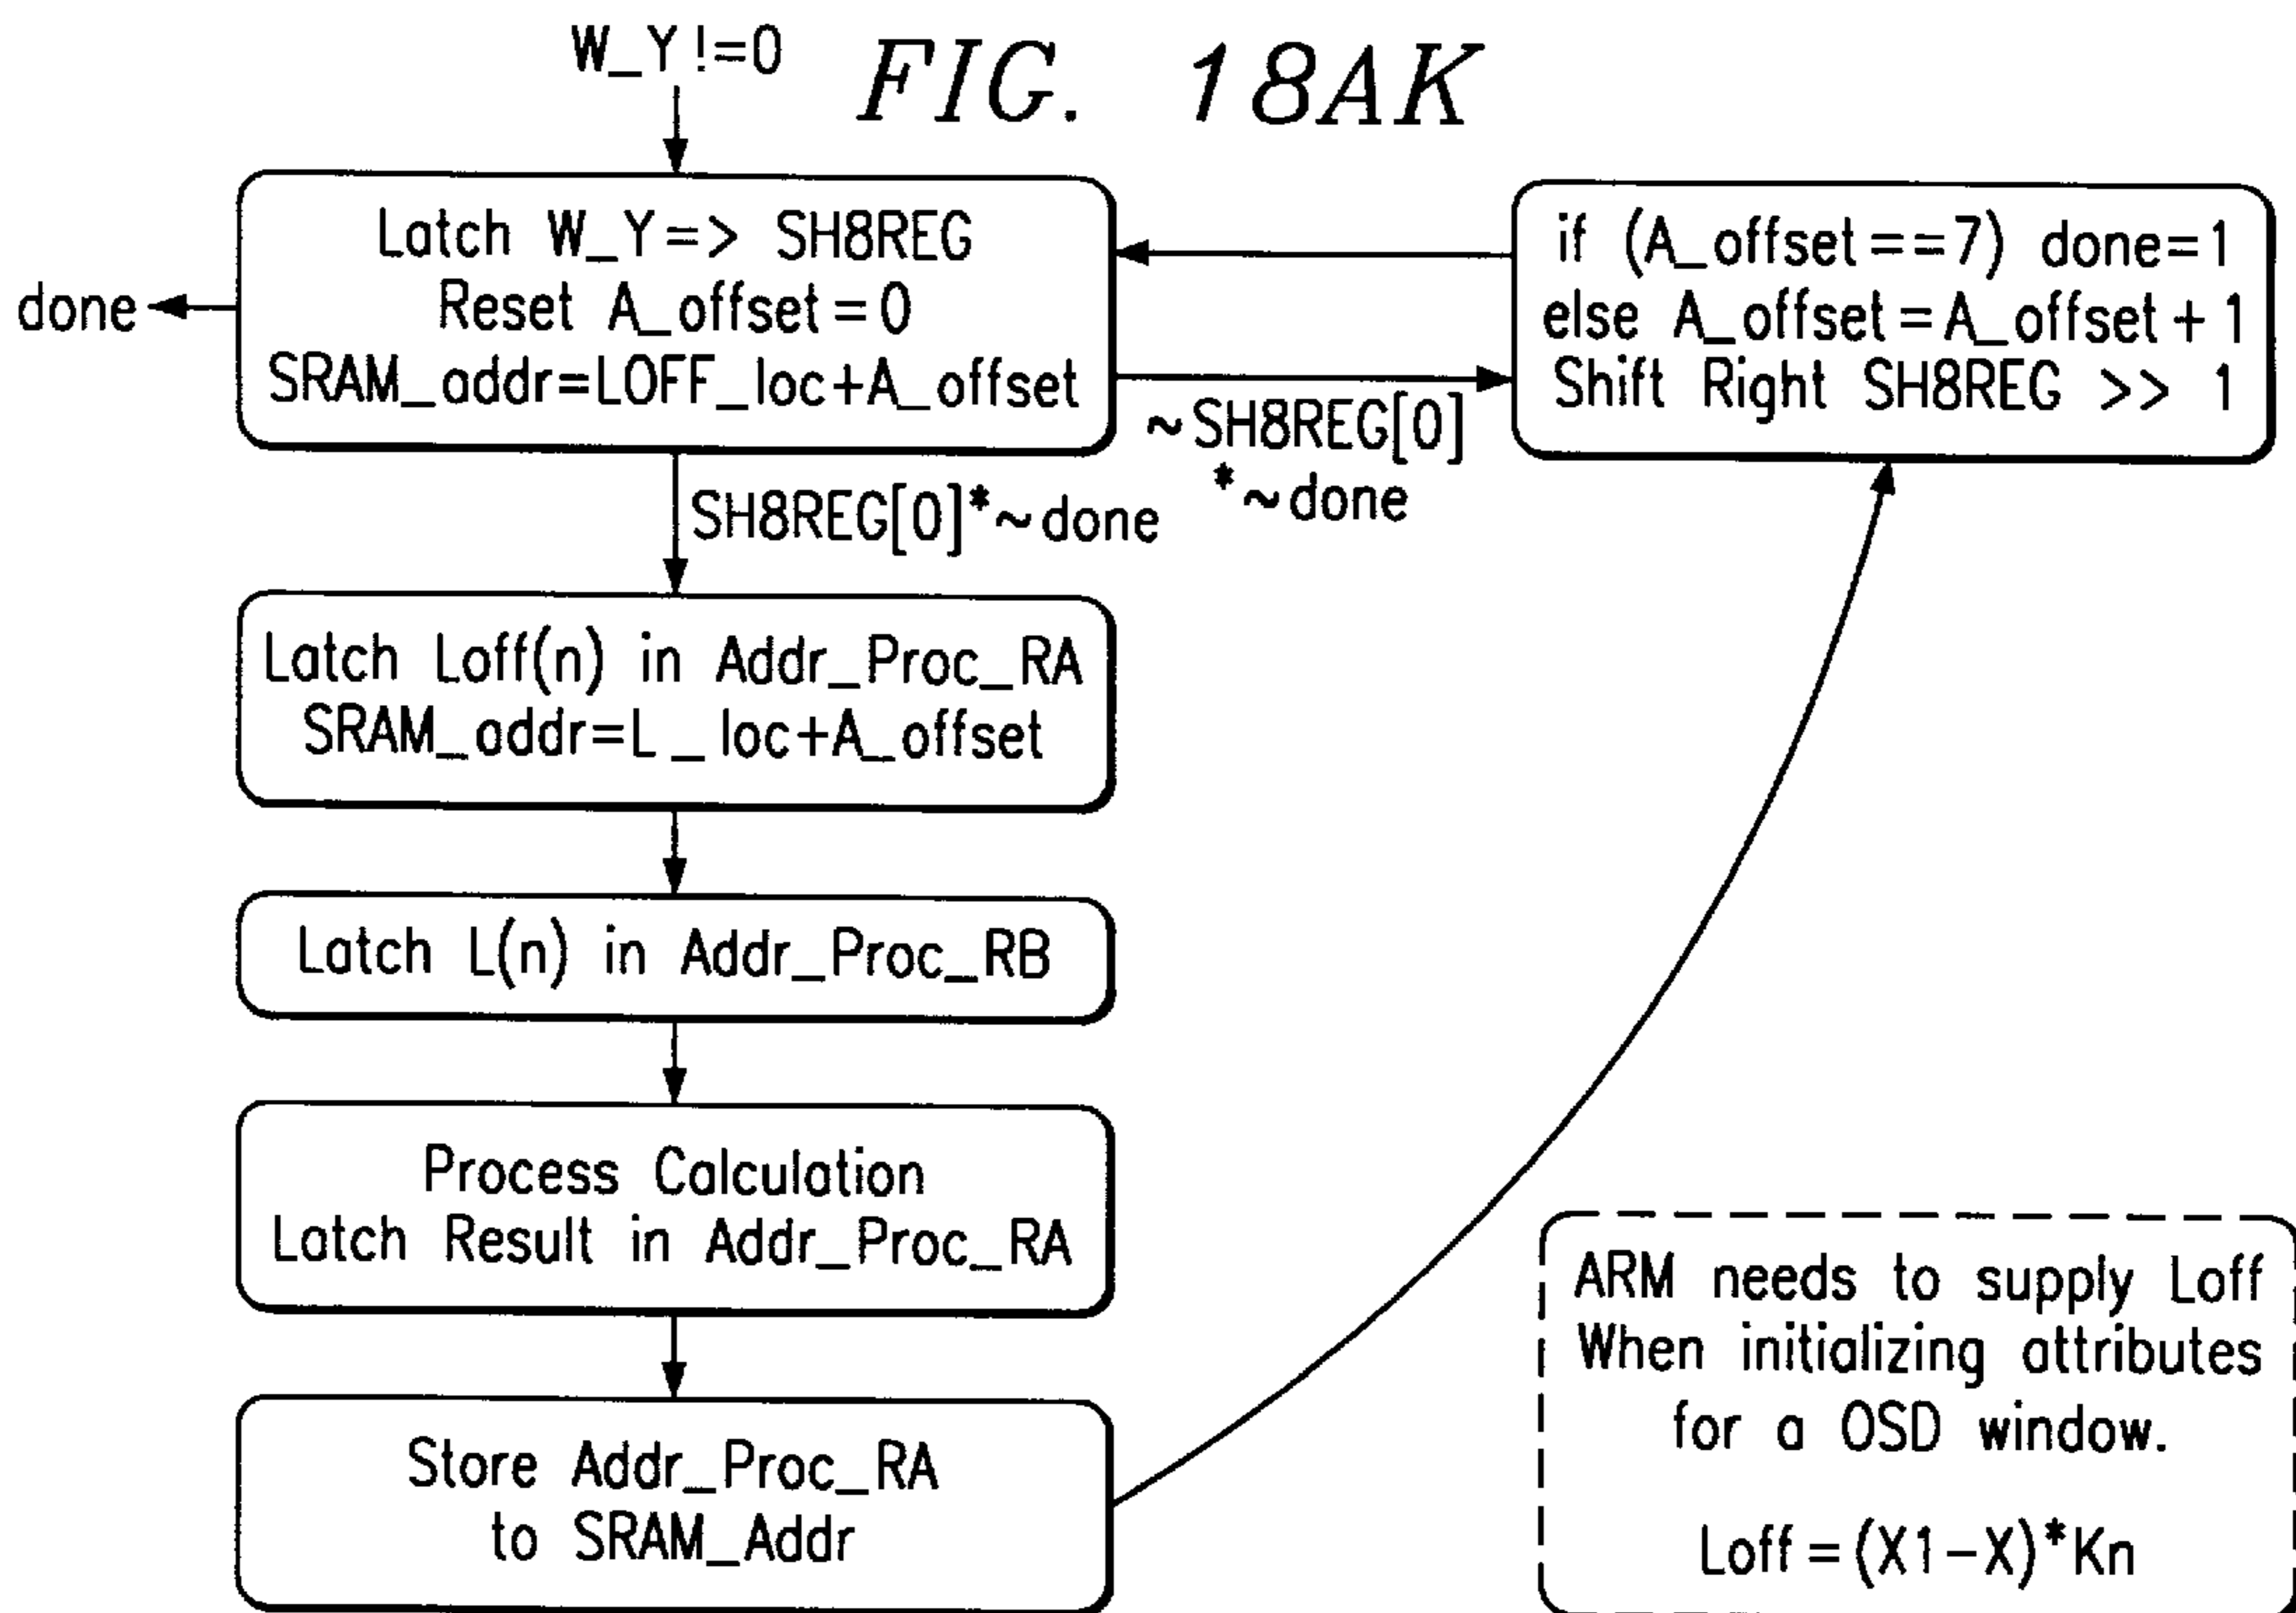 W_Y!=0
FIG. 18AK
Latch W_Y=> SH8REG
Reset A_offset=0
SRAM_addr=LOFF_loc+A_offset
done
if (A_offset==7) done=1
else A_offset=A_offset+1
Shift Right SH8REG >> 1
~SH8REG[0]
*~done
SH8REG[0]*~done
Latch Loff(n) in Addr_Proc_RA
SRAM_addr=L_loc+A_offset
Latch L(n) in Addr_Proc_RB
Process Calculation
Latch Result in Addr_Proc_RA
Store Addr_Proc_RA
to SRAM_Addr
ARM needs to supply Loff
When initializing attributes
for a OSD window.
Loff=(X1-X)*Kn